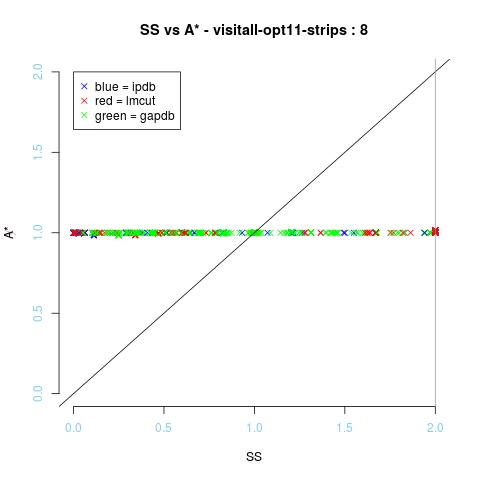 SS vs A* - visitall-opt11-strips : 8
blue = ipdb
red = lmcut
green = gapdb
A*
2.0
1.5
1.0
0.5
0.0
0.0 0.5 1.0 1.5 2.0
SS